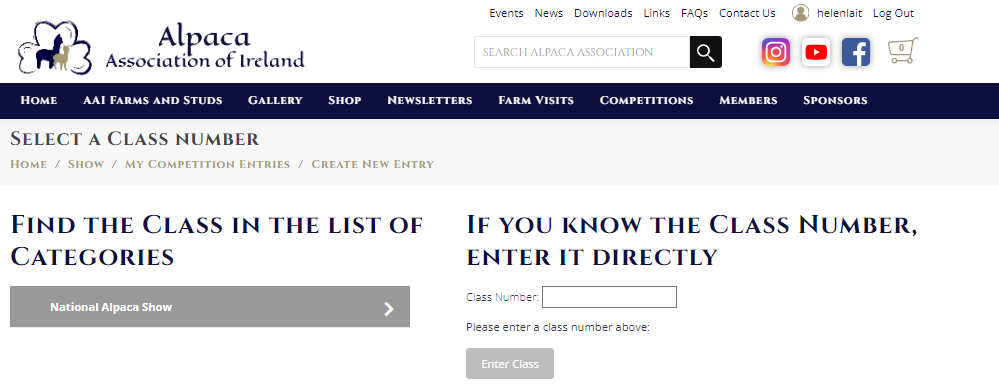 Events News Downloads Links FAQs Contact Us helenlait Log Out
Alpaca
Association of Ireland
SEARCH ALPACA ASSOCIATION
0
Home AAI Farms and Studs Gallery Shop Newsletters Farm Visits Competitions Members Sponsors
Select a Class number
Home / Show / My Competition Entries / Create New Entry
Find the Class in the list of
Categories
National Alpaca Show
If you know the Class Number,
enter it directly
Class Number:
Please enter a class number above:
Enter Class